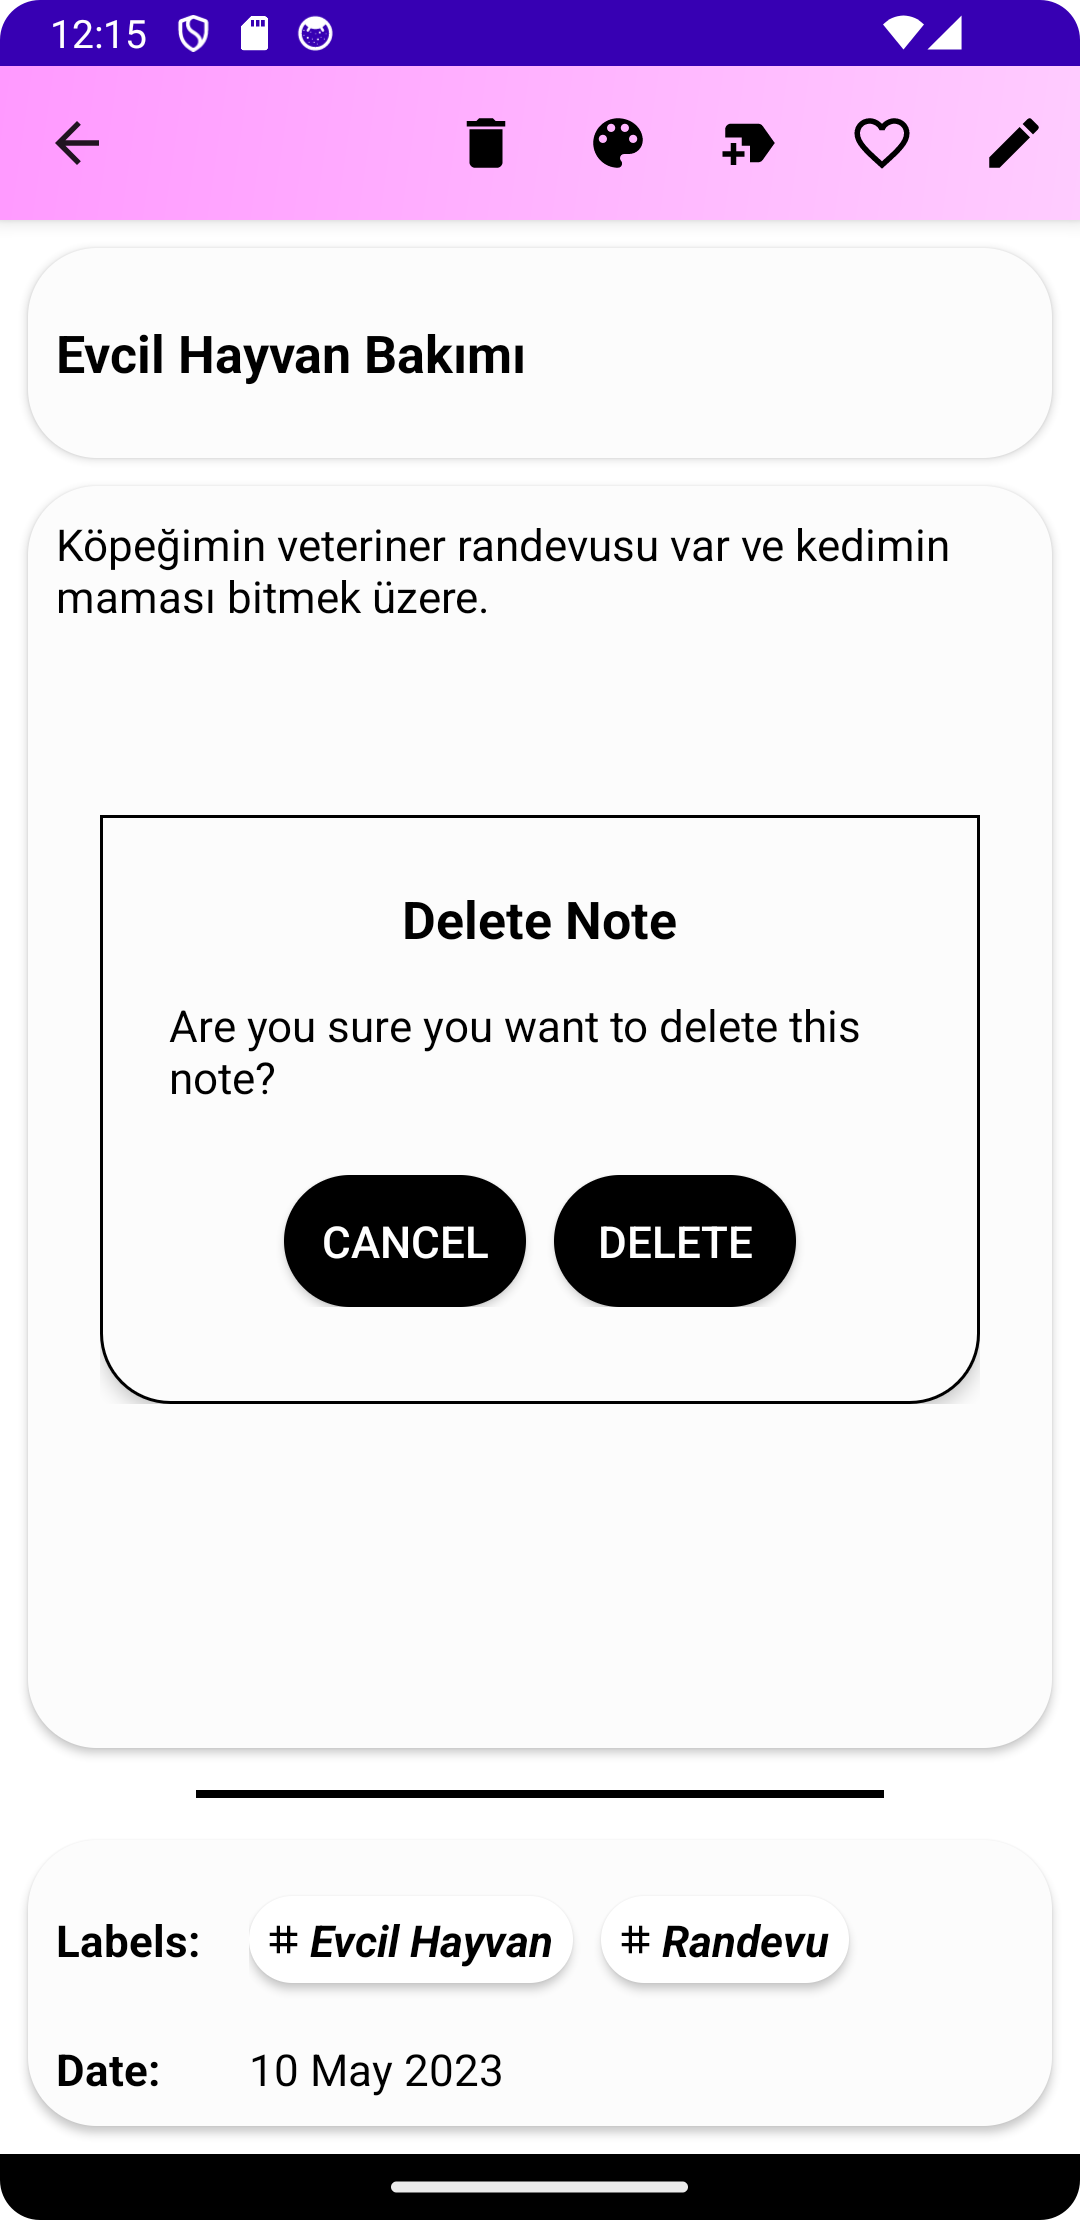 12:15
Evcil Hayvan Bakımı
Köpeğimin veteriner randevusu var ve kedimin
maması bitmek üzere.
Delete Note
Are you sure you want to delete this
note?
CANCEL DELETE
Labels: # Evcil Hayvan # Randevu
Date: 10 May 2023